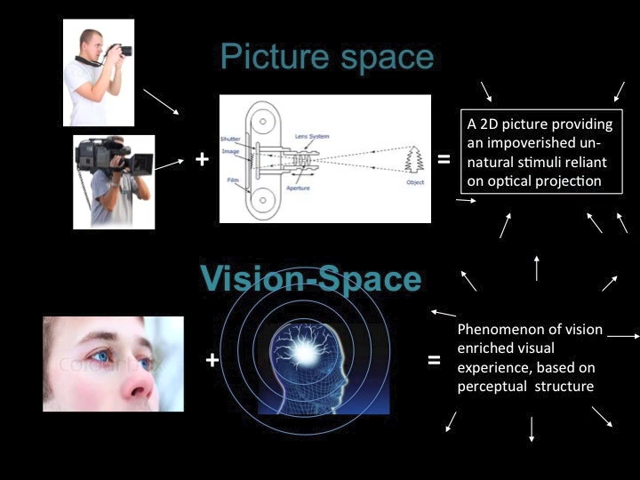 Picture space
Shutter
Lens System
Image
Film
Aperture
Object
+
=
A 2D picture providing
an impoverished un-
natural stimuli reliant
on optical projection
Vision-Space
+
=
Phenomenon of vision
enriched visual
experience, based on
perceptual structure